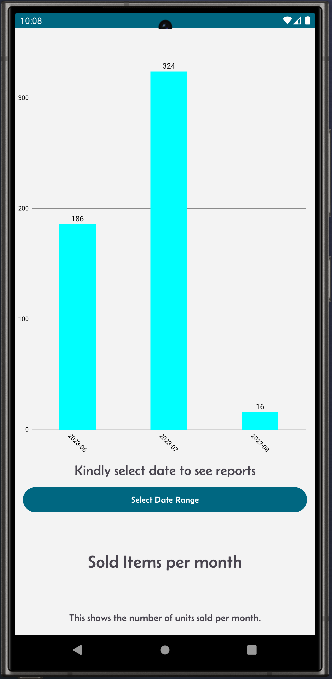 10:08
324
300
200
186
100
16
0
Kindly select date to see reports
Select Date Range
Sold Items per month
This shows the number of units sold per month.